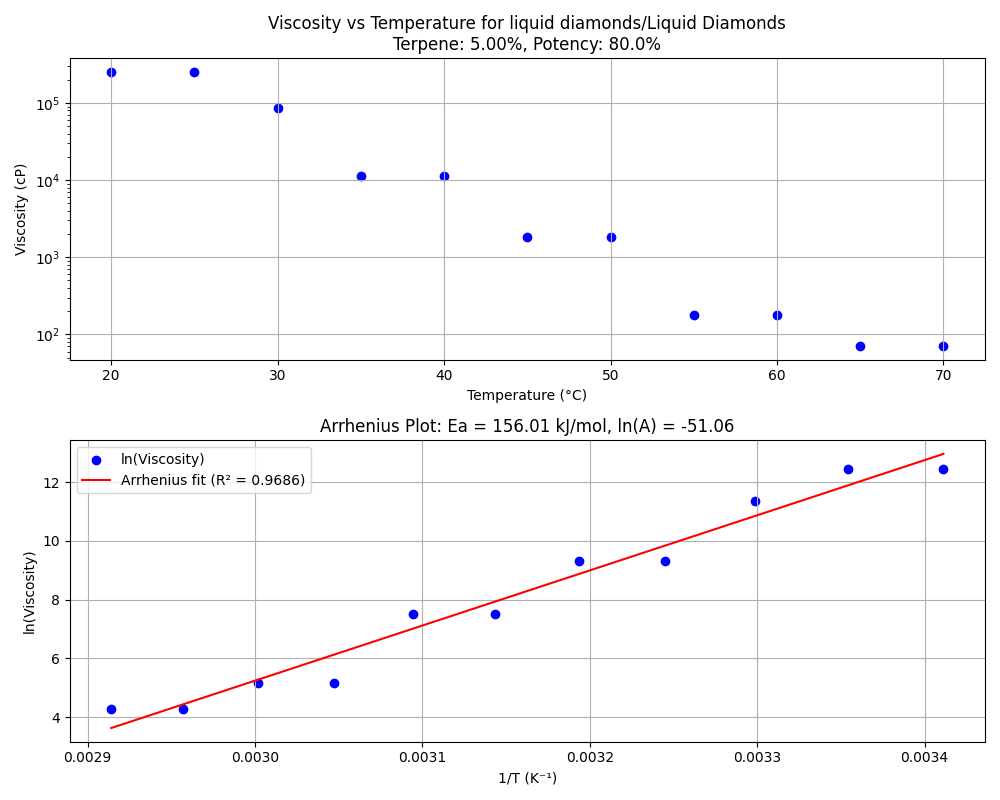 Viscosity vs Temperature for liquid diamonds/Liquid Diamonds
Terpene: 5.00%, Potency: 80.0%
Viscosity (cP)
10⁵
10⁴
10³
10²
20 30 40 50 60 70
Temperature (°C)
Arrhenius Plot: Ea = 156.01 kJ/mol, ln(A) = -51.06
ln(Viscosity)
Arrhenius fit (R² = 0.9686)
ln(Viscosity)
12
10
8
6
4
0.0029 0.0030 0.0031 0.0032 0.0033 0.0034
1/T (K⁻¹)